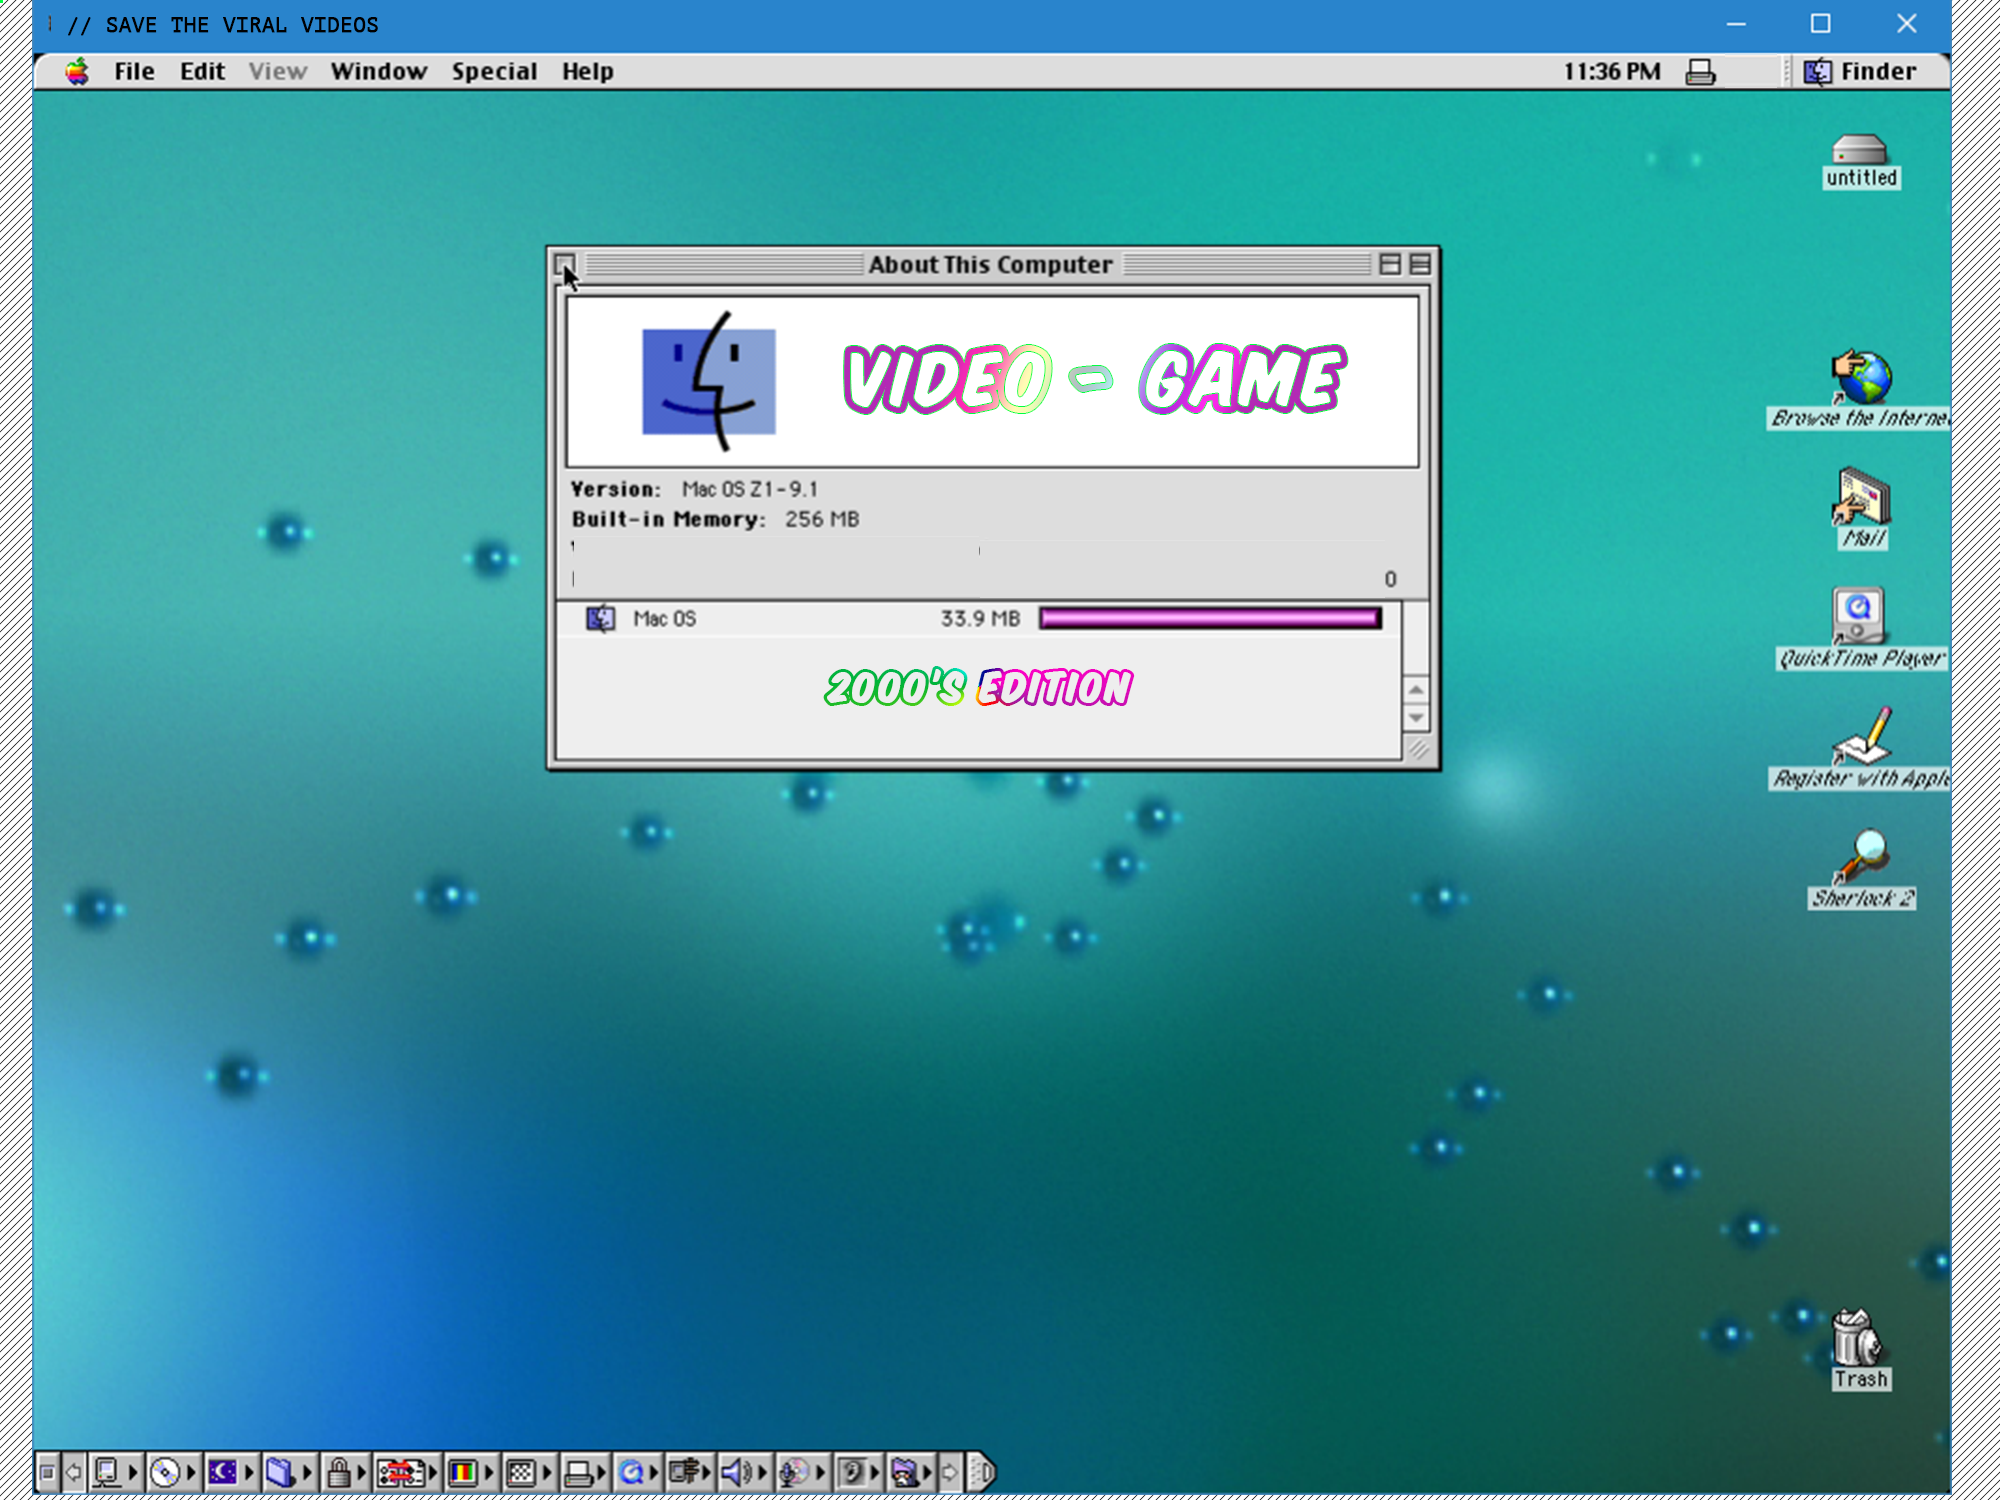 // SAVE THE VIRAL VIDEOS
File Edit View Window Special Help 11:36 PM Finder
untitled
About This Computer
VIDEO - GAME
Version: Mac OS Z1-9.1
Built-in Memory: 256 MB
0
Mac OS 33.9 MB
2000'S EDITION
Browse the Interne
Mail
QuickTime Player
Register with Apple
Sherlock 2
Trash